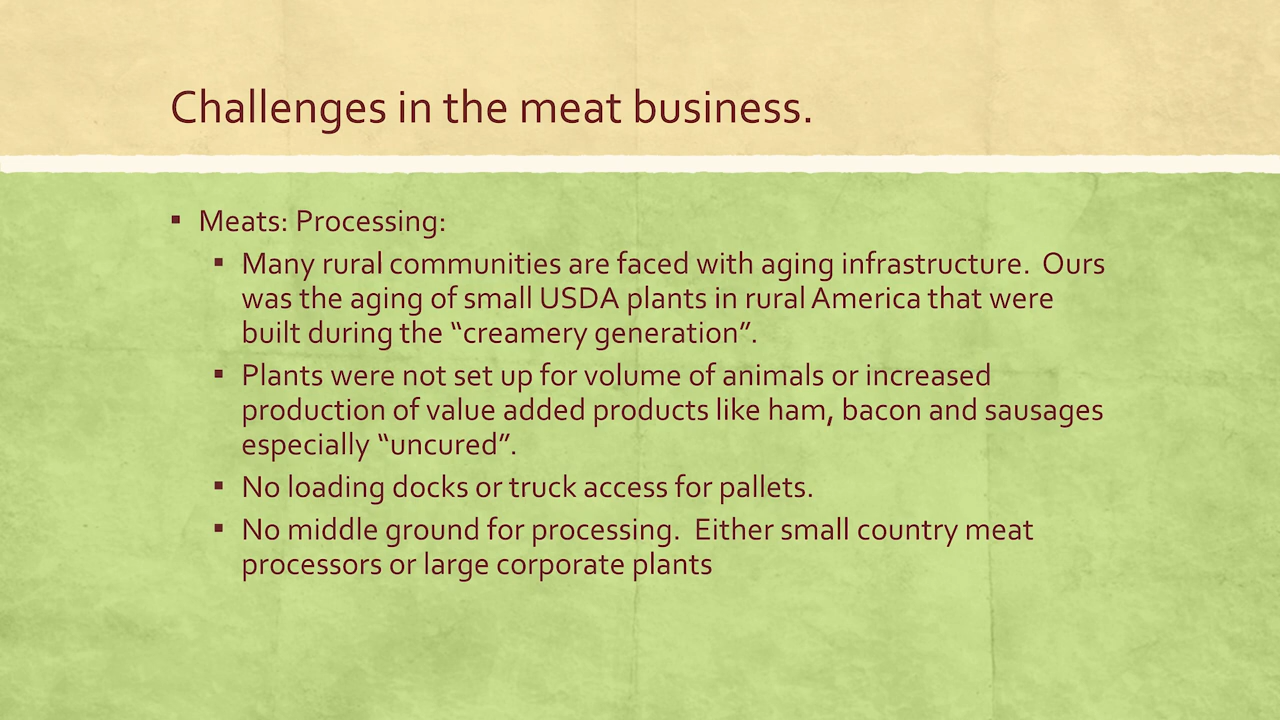 Challenges in the meat business.
▪ Meats: Processing:
▪ Many rural communities are faced with aging infrastructure.  Ours
was the aging of small USDA plants in rural America that were
built during the “creamery generation”.
▪ Plants were not set up for volume of animals or increased
production of value added products like ham, bacon and sausages
especially “uncured”.
▪ No loading docks or truck access for pallets.
▪ No middle ground for processing.  Either small country meat
processors or large corporate plants